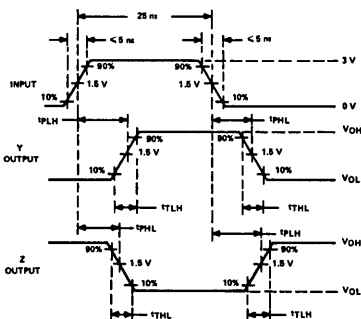 25 ns
≤5 ns
≤5 ns
90%
90%
3 V
INPUT
1.5 V
1.5 V
10%
10%
0 V
tPLH
tPHL
VOH
90%
90%
Y
OUTPUT
1.5 V
1.5 V
10%
10%
VOL
tTLH
tTHL
tPHL
tPLH
VOH
90%
90%
Z
OUTPUT
1.5 V
1.5 V
10%
10%
VOL
tTHL
tTLH